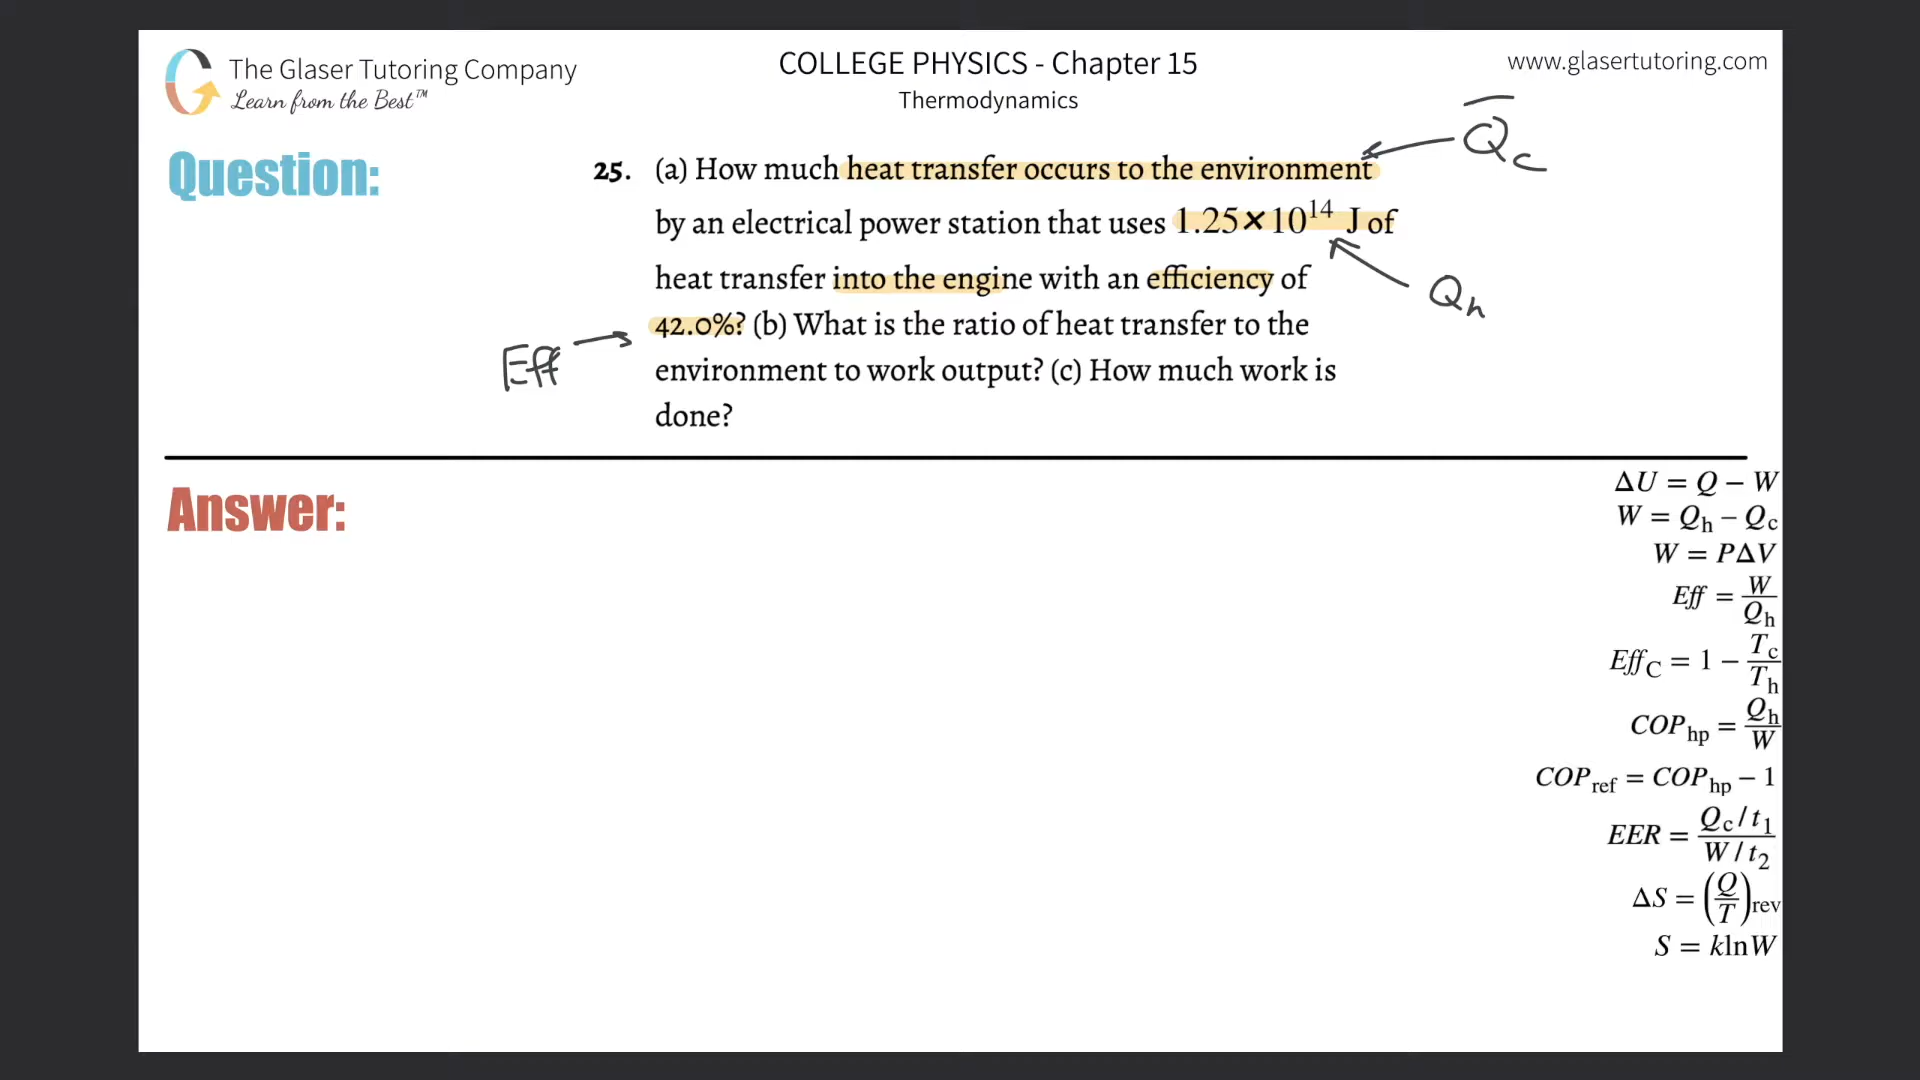 The Glaser Tutoring Company
Learn from the Best™
COLLEGE PHYSICS - Chapter 15
Thermodynamics
www.glasertutoring.com
Question:
25. (a) How much heat transfer occurs to the environment
by an electrical power station that uses 1.25×10¹⁴ J of
heat transfer into the engine with an efficiency of
42.0%? (b) What is the ratio of heat transfer to the
environment to work output? (c) How much work is
done?
Qc
Qh
Eff
Answer:
ΔU = Q − W
W = Qh − Qc
W = PΔV
Eff = W/Qh
EffC = 1 − Tc/Th
COPhp = Qh/W
COPref = COPhp − 1
EER = (Qc / t1)/(W / t2)
ΔS = (Q/T)rev
S = klnW